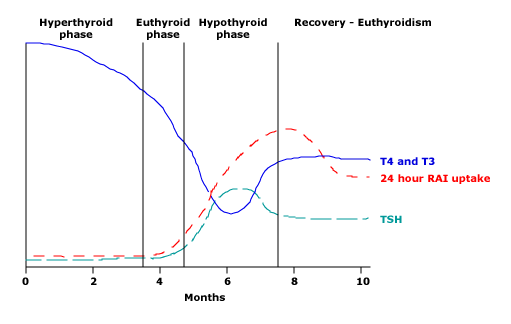 Hyperthyroid phase
Euthyroid phase
Hypothyroid phase
Recovery - Euthyroidism
T4 and T3
24 hour RAI uptake
TSH
0 2 4 6 8 10
Months